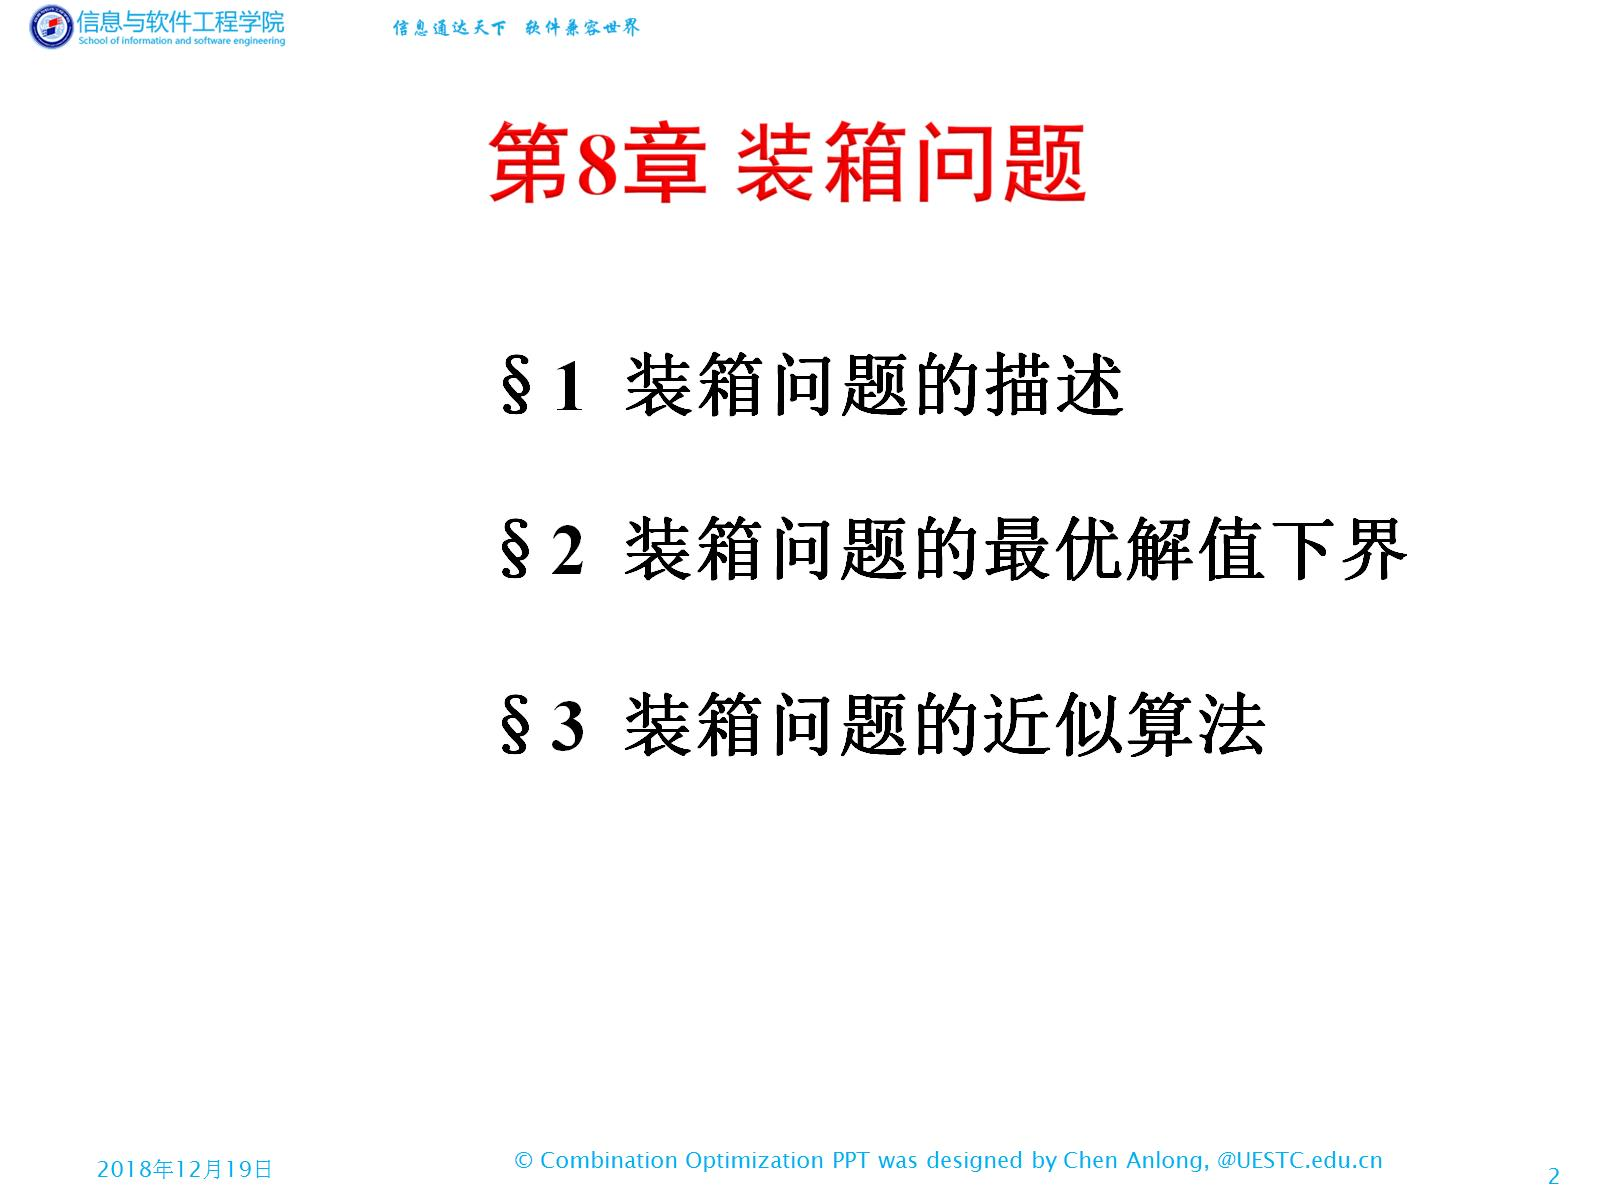 信息与软件工程学院
School of information and software engineering
信息通达天下 软件兼容世界
第8章 装箱问题
§1 装箱问题的描述
§2 装箱问题的最优解值下界
§3 装箱问题的近似算法
2018年12月19日
© Combination Optimization PPT was designed by Chen Anlong, @UESTC.edu.cn
2